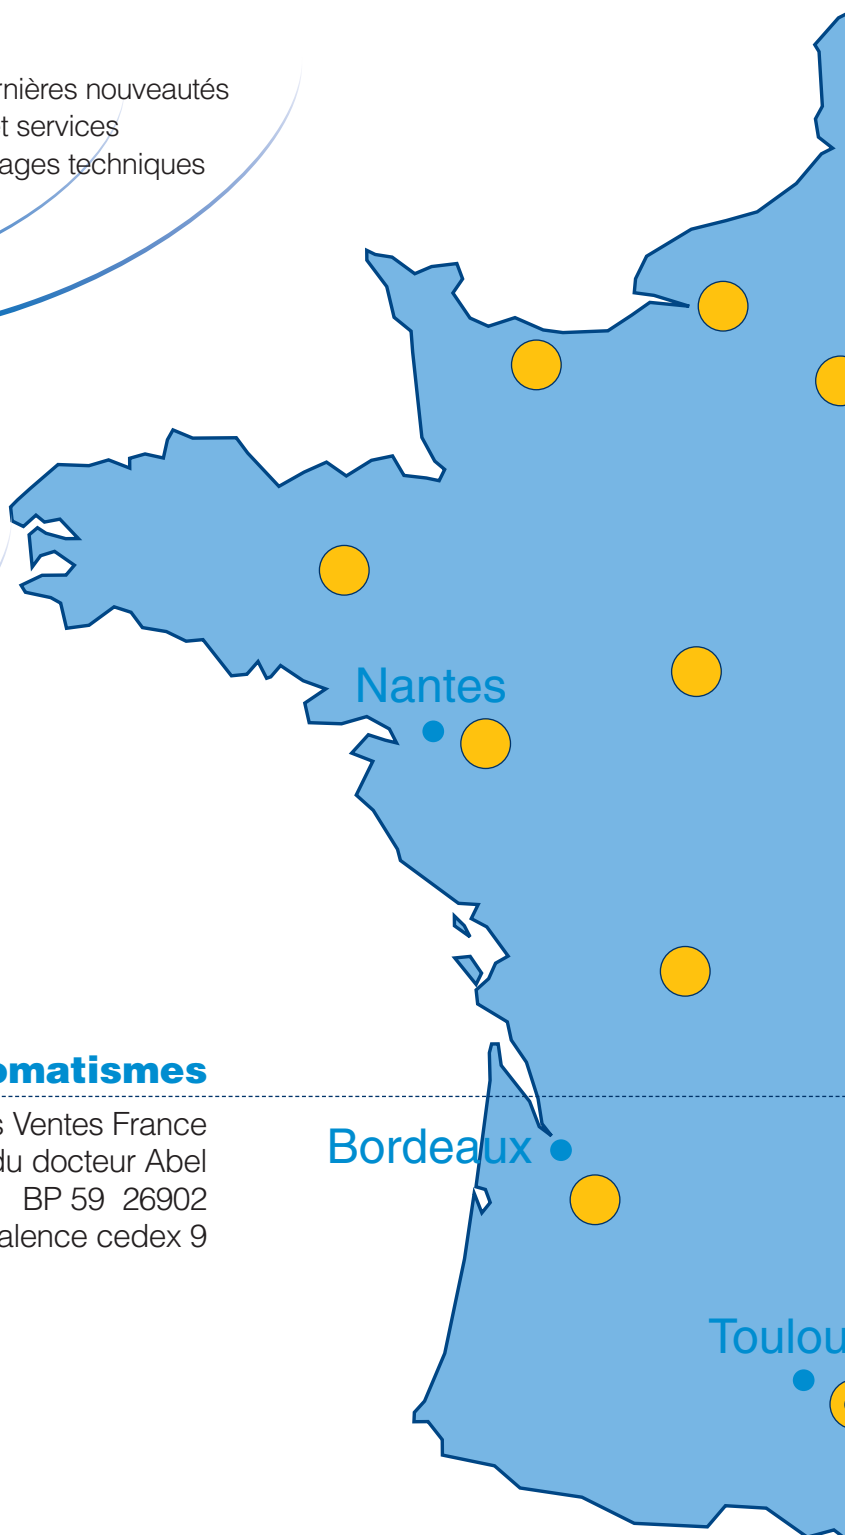 rnières nouveautés
t services
ages techniques
Nantes
omatismes
s Ventes France
du docteur Abel
BP 59 26902
alence cedex 9
Bordeaux
Toulou